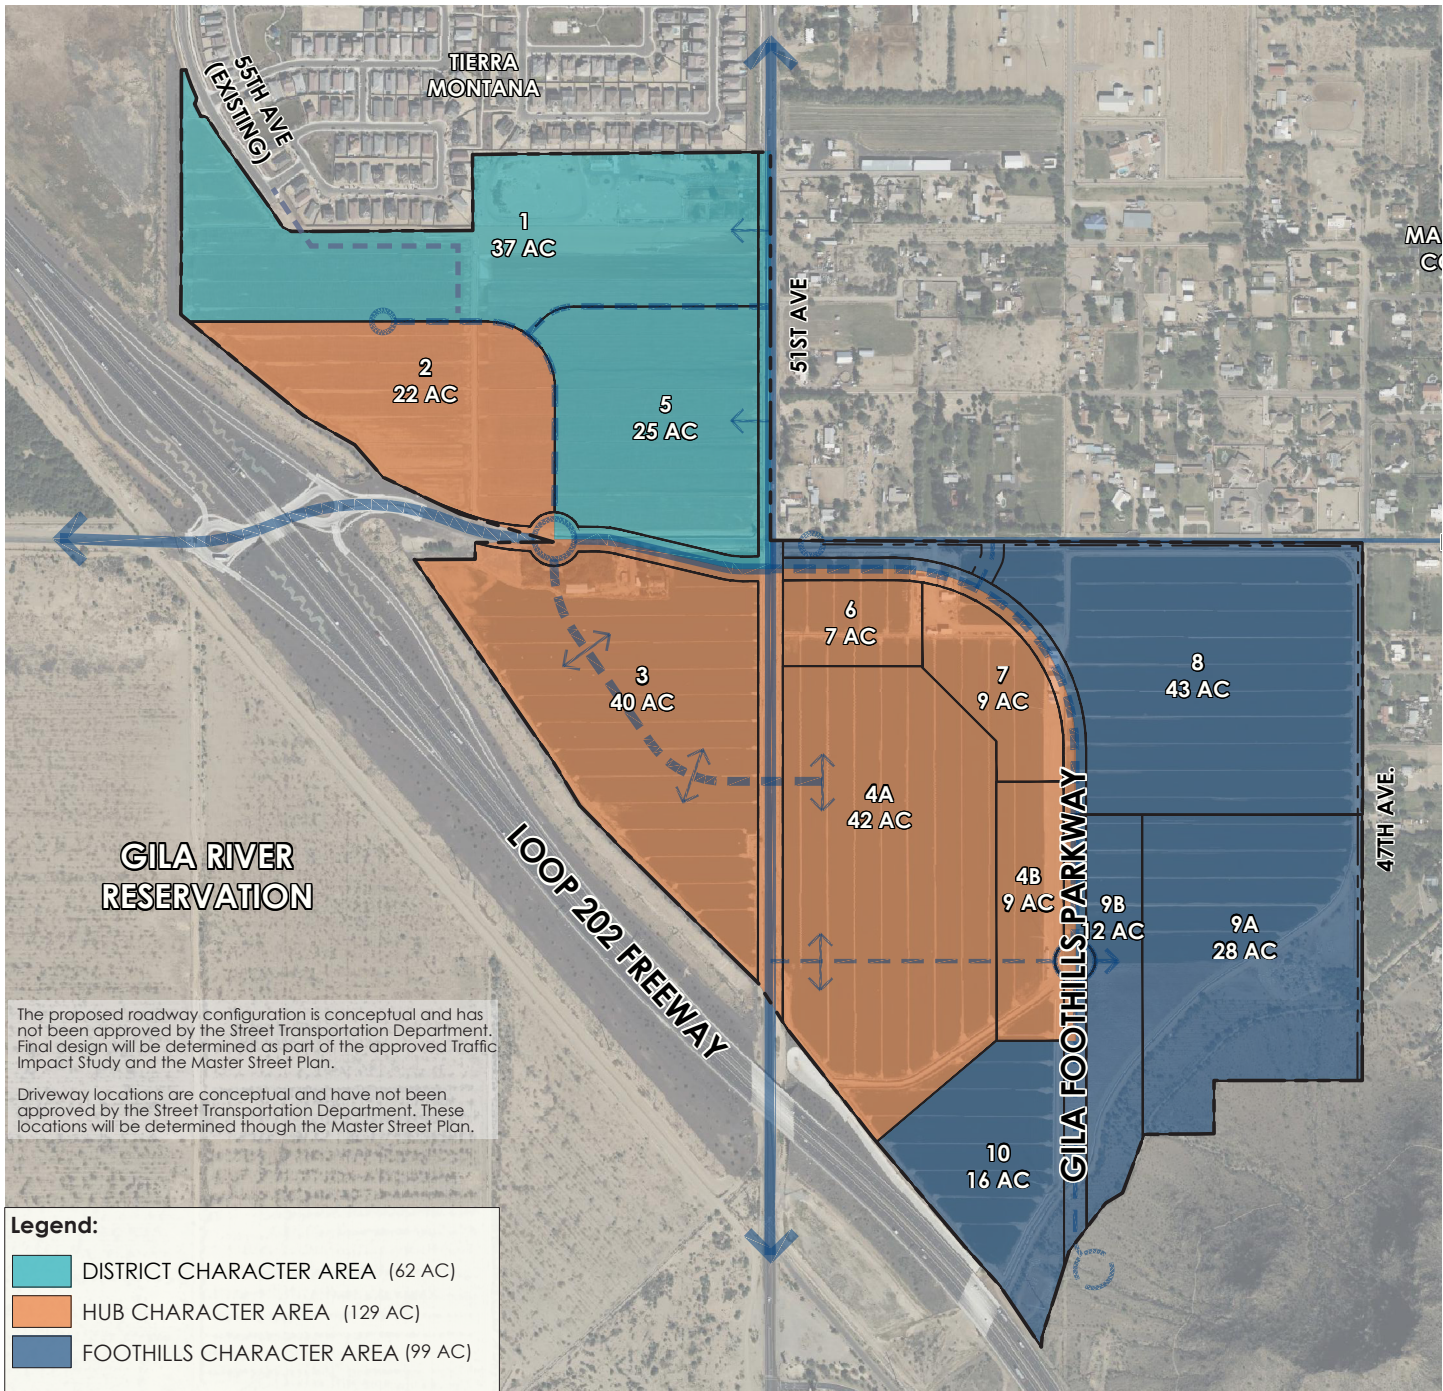 TIERRA
MONTANA
55TH AVE
(EXISTING)
1
37 AC
MA
CO
51ST AVE
2
22 AC
5
25 AC
6
7 AC
7
9 AC
8
43 AC
3
40 AC
4A
42 AC
47TH AVE.
GILA RIVER
RESERVATION
LOOP 202 FREEWAY
4B
9 AC
GILA FOOTHILLS PARKWAY
9B
12 AC
9A
28 AC
The proposed roadway configuration is conceptual and has
not been approved by the Street Transportation Department.
Final design will be determined as part of the approved Traffic
Impact Study and the Master Street Plan.
Driveway locations are conceptual and have not been
approved by the Street Transportation Department. These
locations will be determined though the Master Street Plan.
10
16 AC
Legend:
DISTRICT CHARACTER AREA (62 AC)
HUB CHARACTER AREA (129 AC)
FOOTHILLS CHARACTER AREA (99 AC)